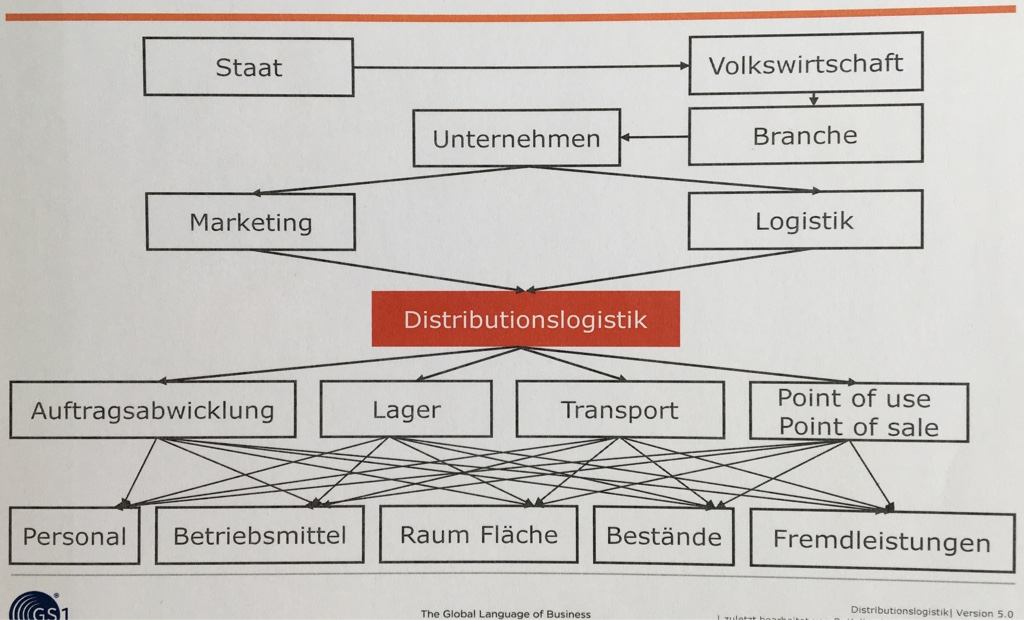 Staat
Volkswirtschaft
Unternehmen
Branche
Marketing
Logistik
Distributionslogistik
Auftragsabwicklung
Lager
Transport
Point of use
Point of sale
Personal
Betriebsmittel
Raum Fläche
Bestände
Fremdleistungen
GS1
®
The Global Language of Business
Distributionslogistik| Version 5.0